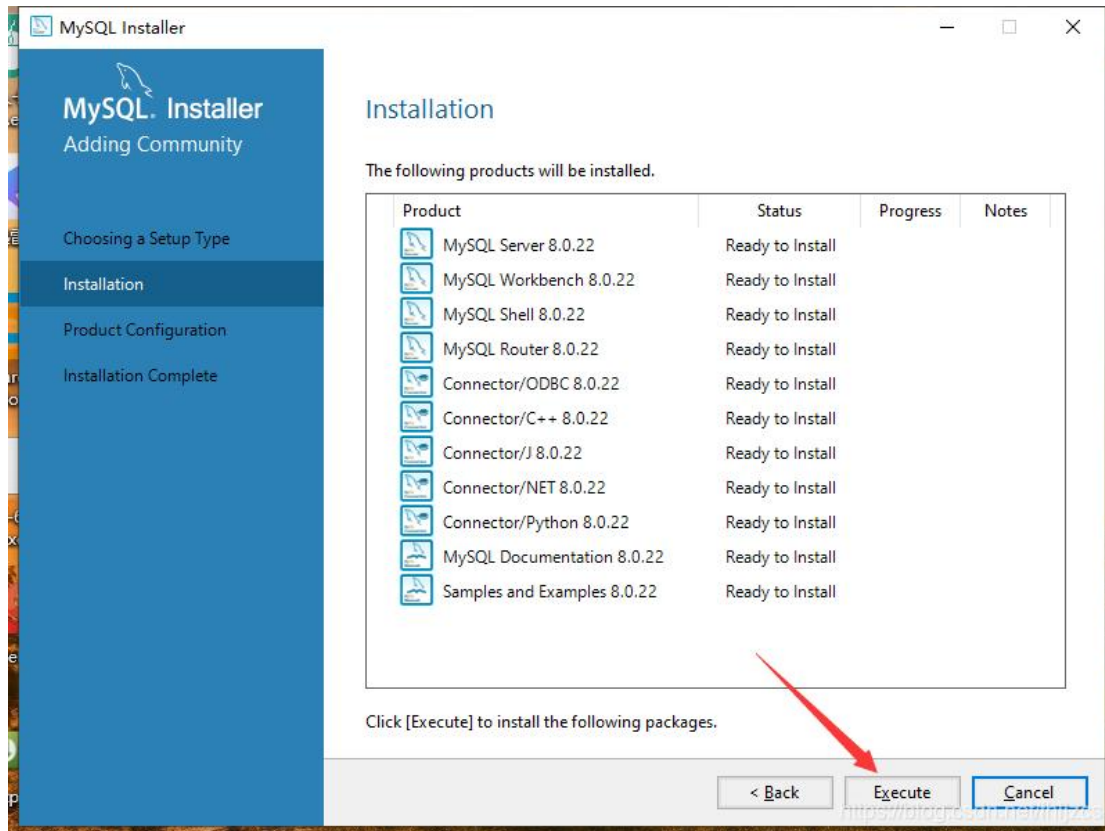 MySQL Installer
MySQL. Installer
Adding Community
Choosing a Setup Type
Installation
Product Configuration
Installation Complete
Installation
The following products will be installed.
Product Status Progress Notes
MySQL Server 8.0.22 Ready to Install
MySQL Workbench 8.0.22 Ready to Install
MySQL Shell 8.0.22 Ready to Install
MySQL Router 8.0.22 Ready to Install
Connector/ODBC 8.0.22 Ready to Install
Connector/C++ 8.0.22 Ready to Install
Connector/J 8.0.22 Ready to Install
Connector/NET 8.0.22 Ready to Install
Connector/Python 8.0.22 Ready to Install
MySQL Documentation 8.0.22 Ready to Install
Samples and Examples 8.0.22 Ready to Install
Click [Execute] to install the following packages.
< Back Execute Cancel